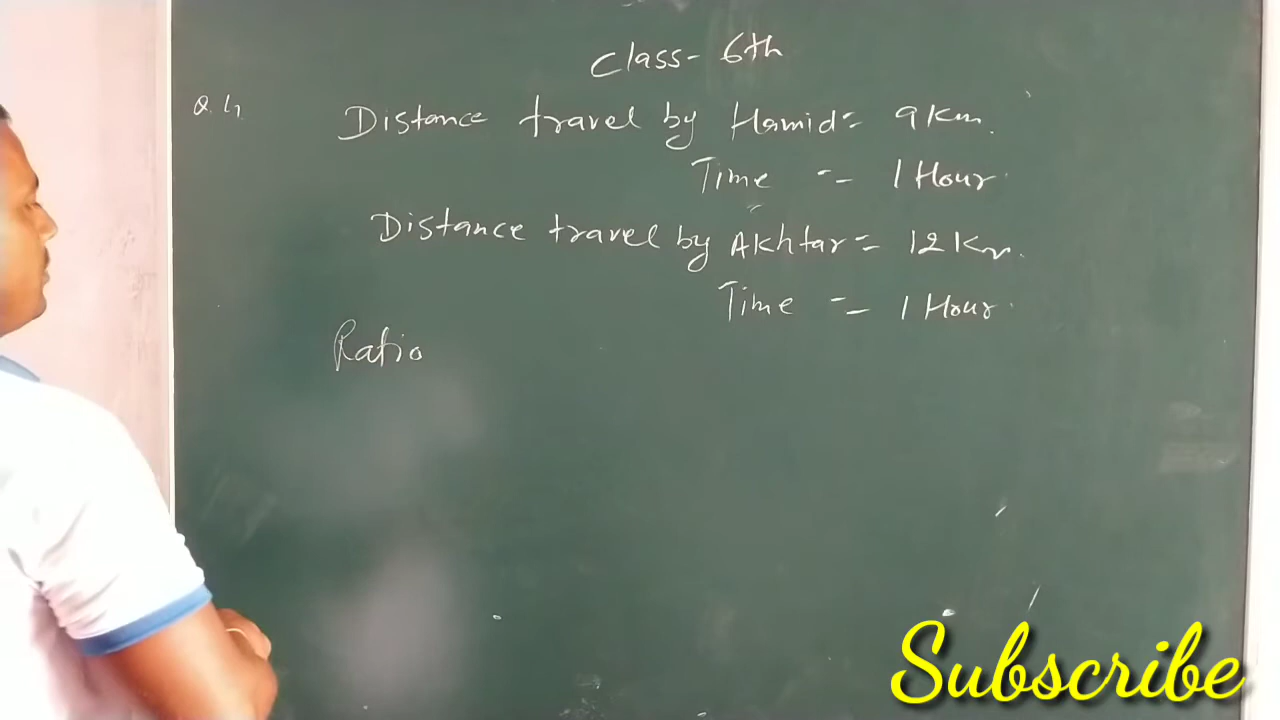 Class- 6th
Q. 4.
Distance travel by Hamid = 9 Km.
Time = 1 Hour
Distance travel by Akhtar = 12 Km.
Time = 1 Hour.
Ratio
Subscribe